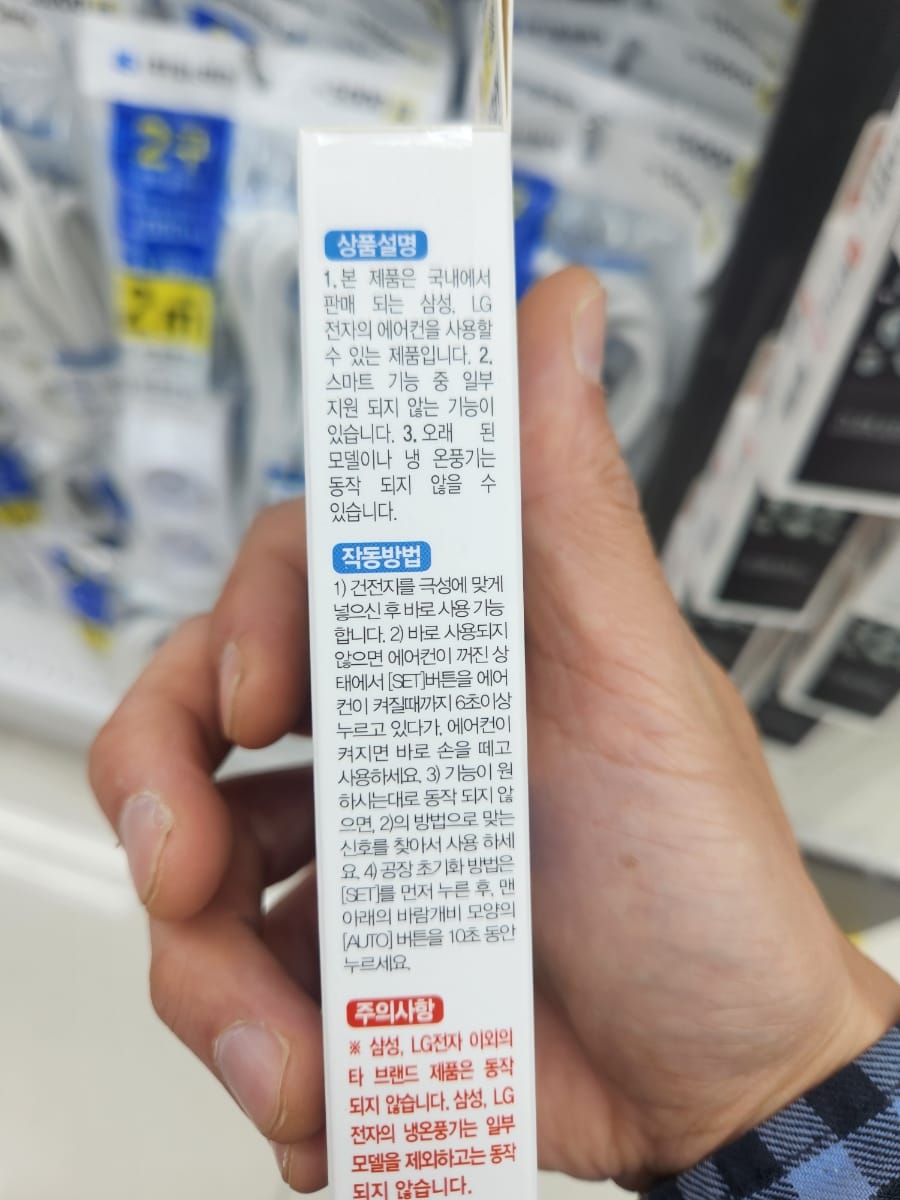 2구
상품설명
1. 본 제품은 국내에서
판매 되는 삼성, LG
전자의 에어컨을 사용할
수 있는 제품입니다. 2.
스마트 기능 중 일부
지원 되지 않는 기능이
있습니다. 3. 오래 된
모델이나 냉 온풍기는
동작 되지 않을 수
있습니다.
작동방법
1) 건전지를 극성에 맞게
넣으신 후 바로 사용 가능
합니다. 2) 바로 사용되지
않으면 에어컨이 꺼진 상
태에서 [SET]버튼을 에어
컨이 켜질때까지 6초이상
누르고 있다가, 에어컨이
켜지면 바로 손을 떼고
사용하세요. 3) 기능이 원
하시는대로 동작 되지 않
으면, 2)의 방법으로 맞는
신호를 찾아서 사용 하세
요. 4) 공장 초기화 방법은
[SET]를 먼저 누른 후, 맨
아래의 바람개비 모양의
[AUTO] 버튼을 10초 동안
누르세요.
주의사항
※ 삼성, LG전자 이외의
타 브랜드 제품은 동작
되지 않습니다. 삼성, LG
전자의 냉온풍기는 일부
모델을 제외하고는 동작
되지 않습니다.